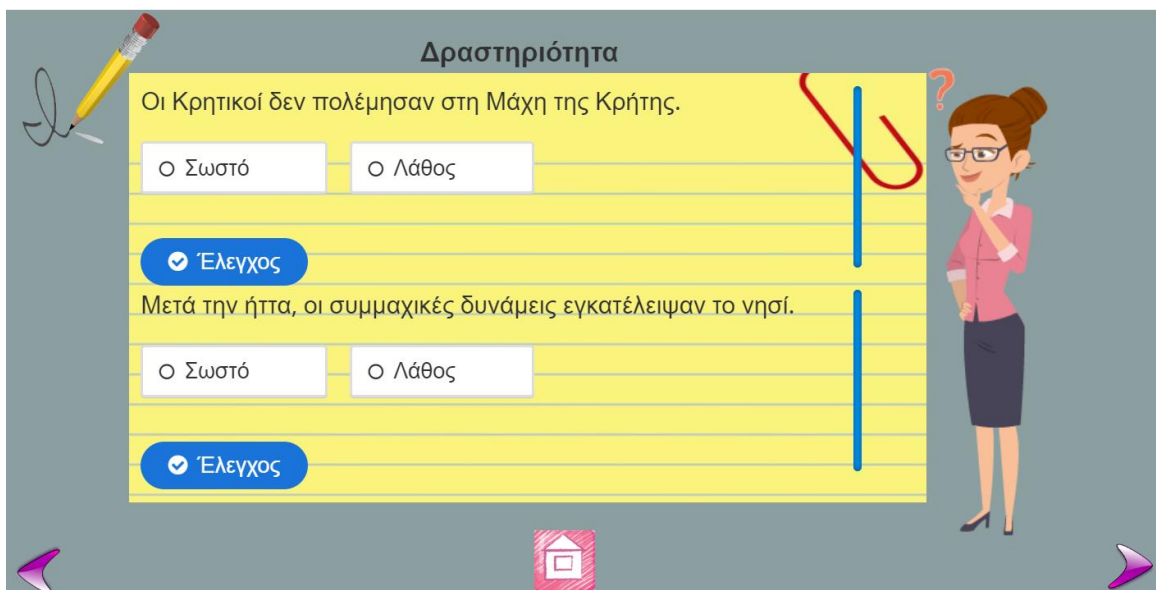 Δραστηριότητα
Οι Κρητικοί δεν πολέμησαν στη Μάχη της Κρήτης.
Σωστό
Λάθος
Έλεγχος
Μετά την ήττα, οι συμμαχικές δυνάμεις εγκατέλειψαν το νησί.
Σωστό
Λάθος
Έλεγχος
?